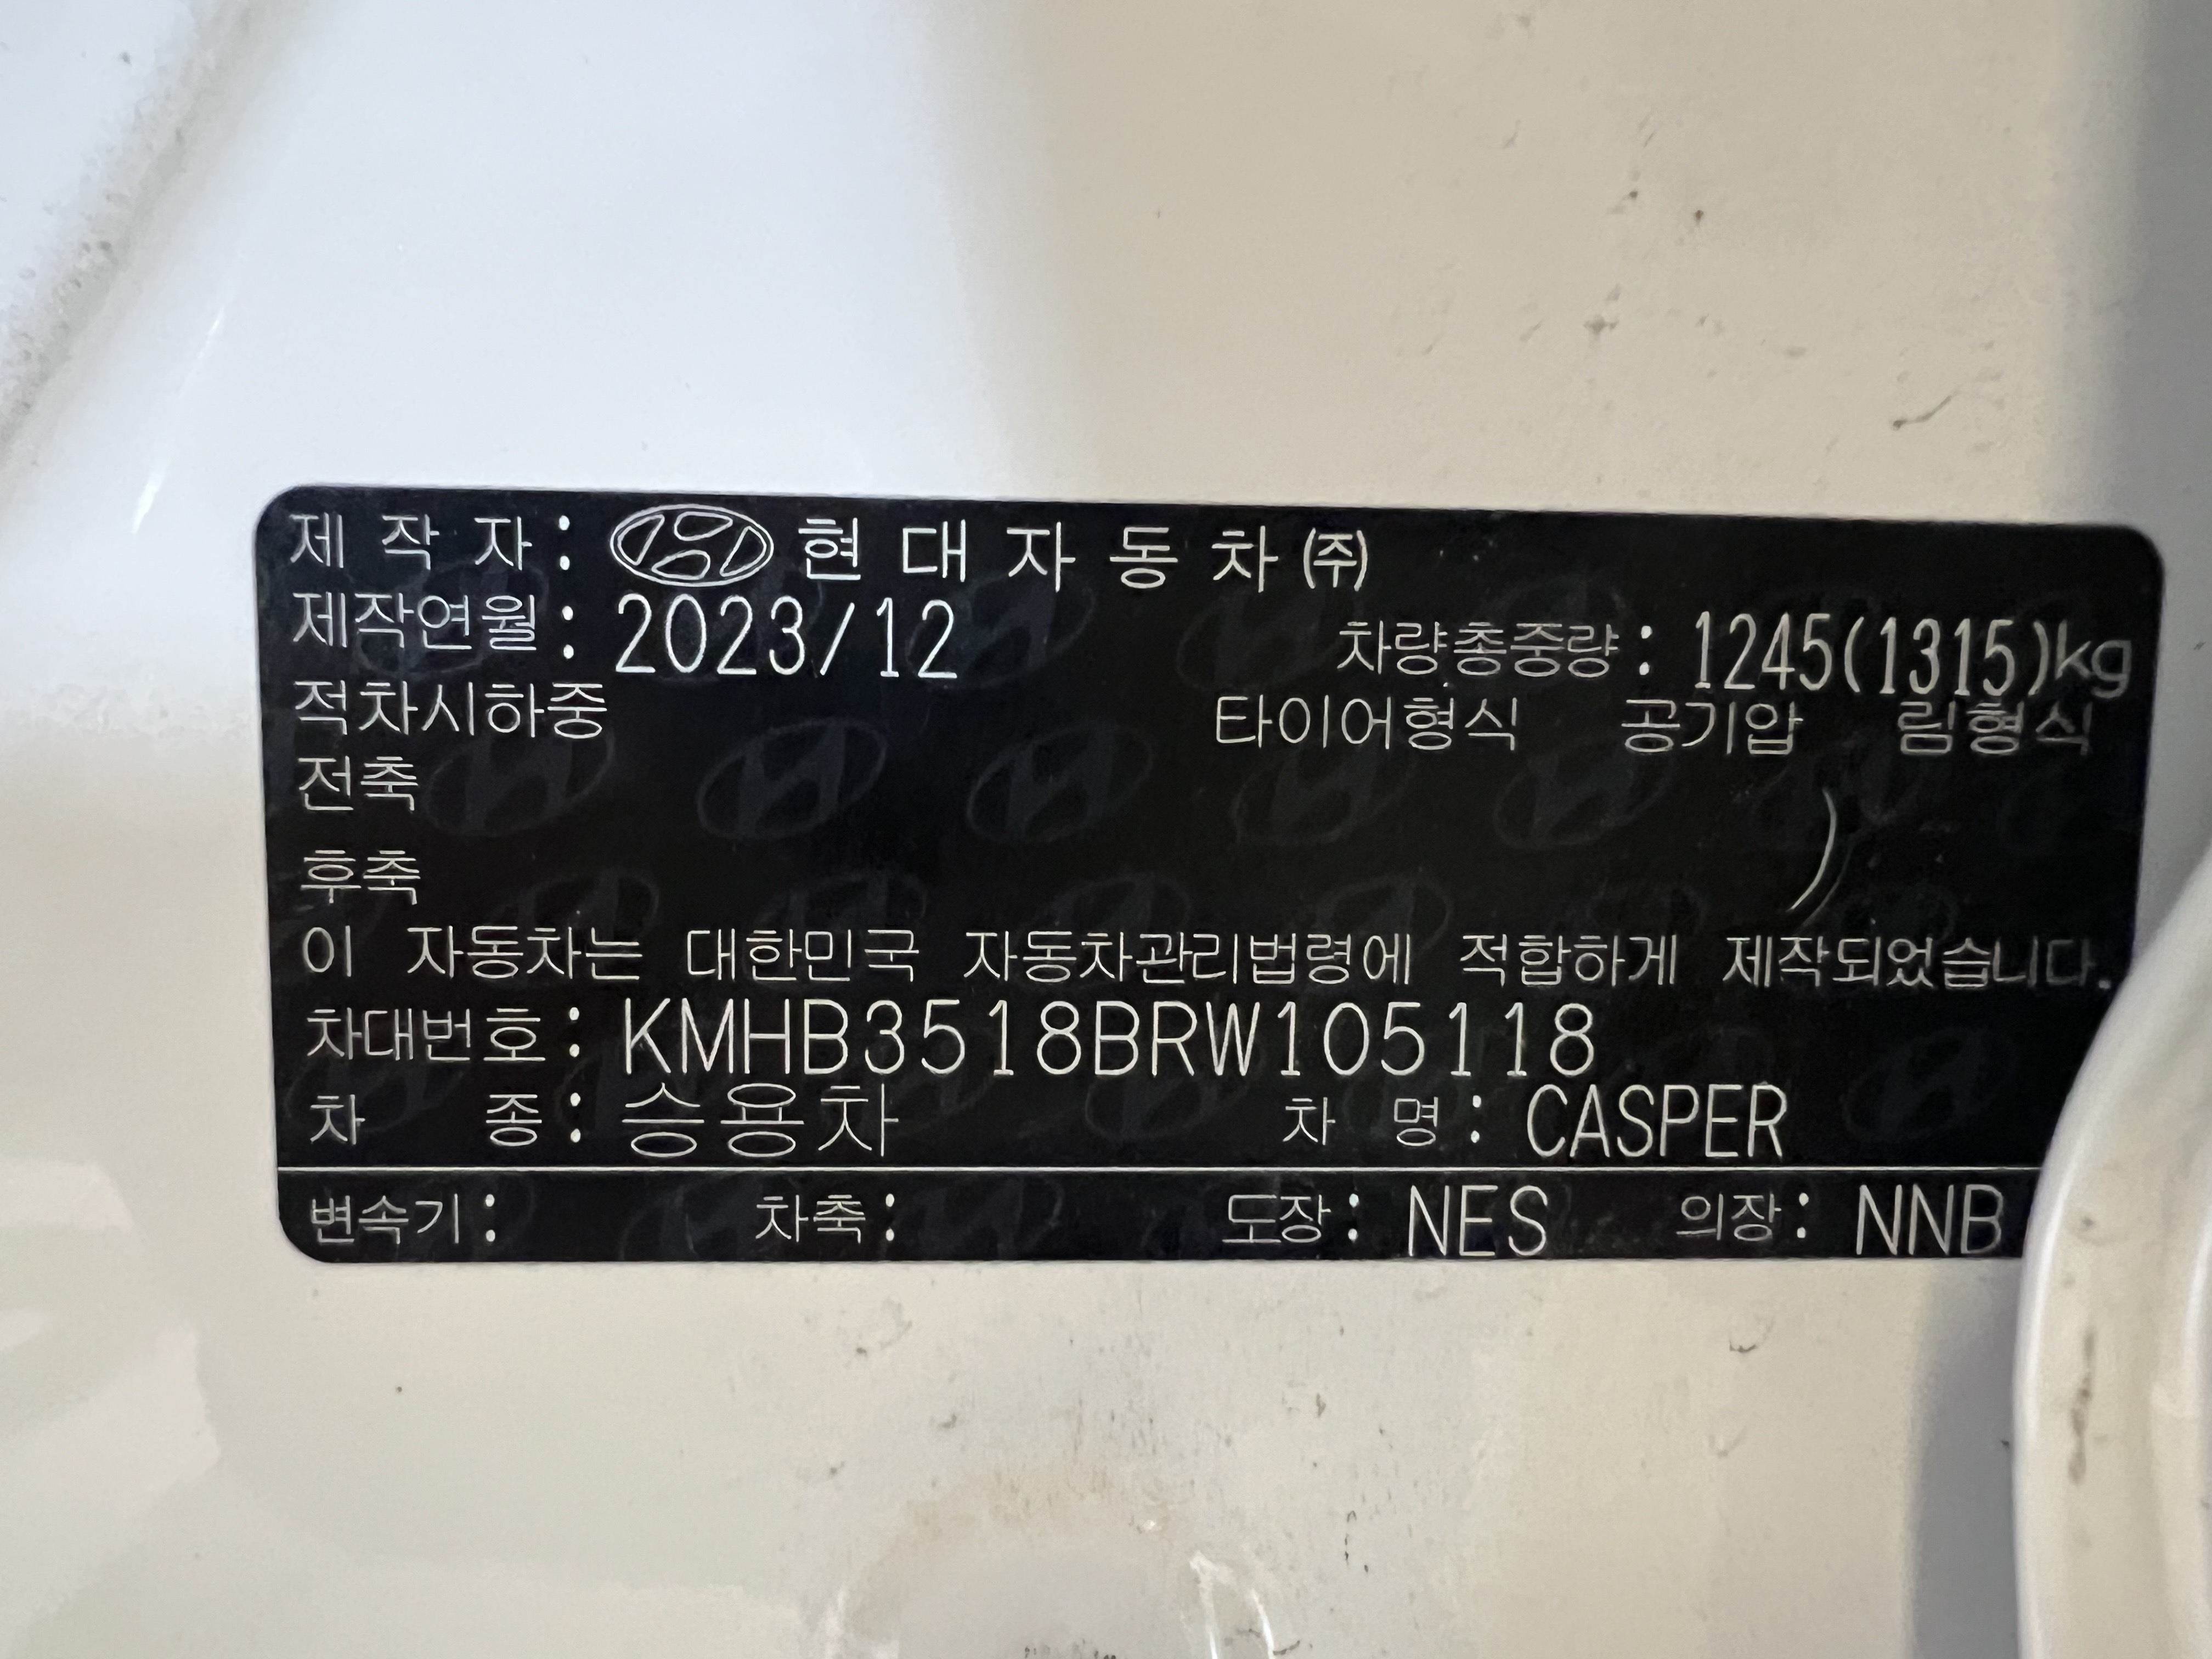 제 작 자 : 현 대 자 동 차 ㈜
제작연월 : 2023/12
차량총중량 : 1245(1315)kg
적차시하중
타이어형식 공기압 림형식
전축
후축
이 자동차는 대한민국 자동차관리법령에 적합하게 제작되었습니다.
차대번호 : KMHB3518BRW105118
차 종 : 승용차 차 명 : CASPER
변속기 : 차축 : 도장 : NES 의장 : NNB